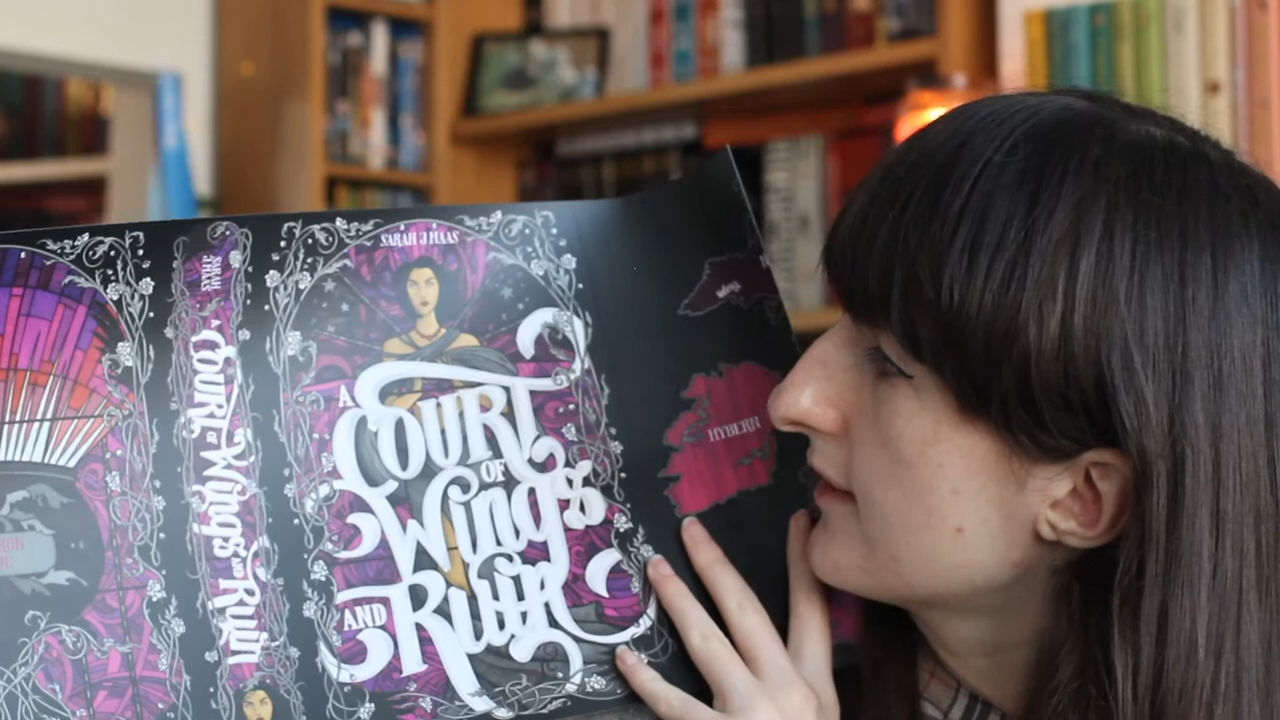 SARAH J MAAS
A
COURT
OF
Wings
AND
RUIN
SARAH J MAAS
A COURT OF Wings AND RUIN
HYBERN